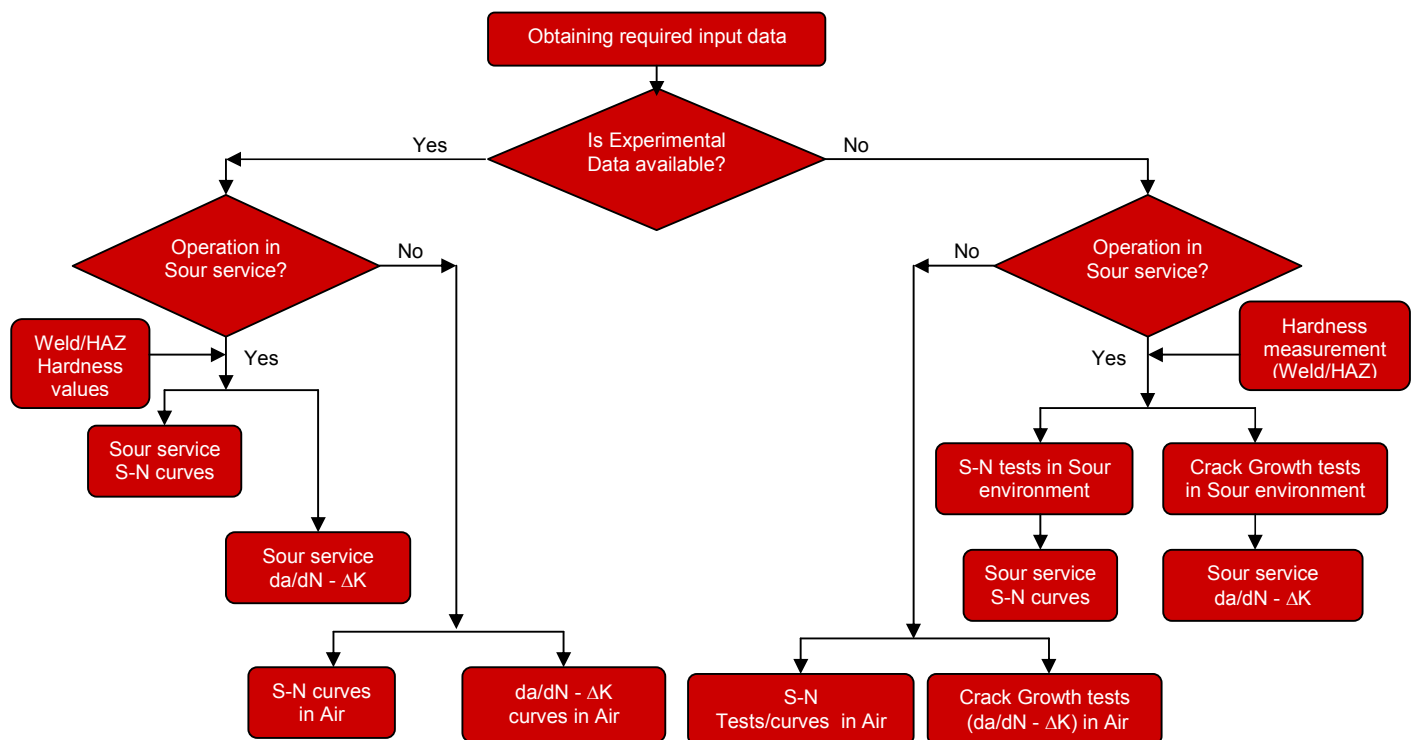 Obtaining required input data
Is Experimental
Data available?
Yes
No
Operation in
Sour service?
No
Weld/HAZ
Hardness
values
Yes
Sour service
S-N curves
Sour service
da/dN - ΔK
S-N curves
in Air
da/dN - ΔK
curves in Air
Operation in
Sour service?
No
Hardness
measurement
(Weld/HAZ)
Yes
S-N tests in Sour
environment
Crack Growth tests
in Sour environment
Sour service
S-N curves
Sour service
da/dN - ΔK
S-N
Tests/curves in Air
Crack Growth tests
(da/dN - ΔK) in Air